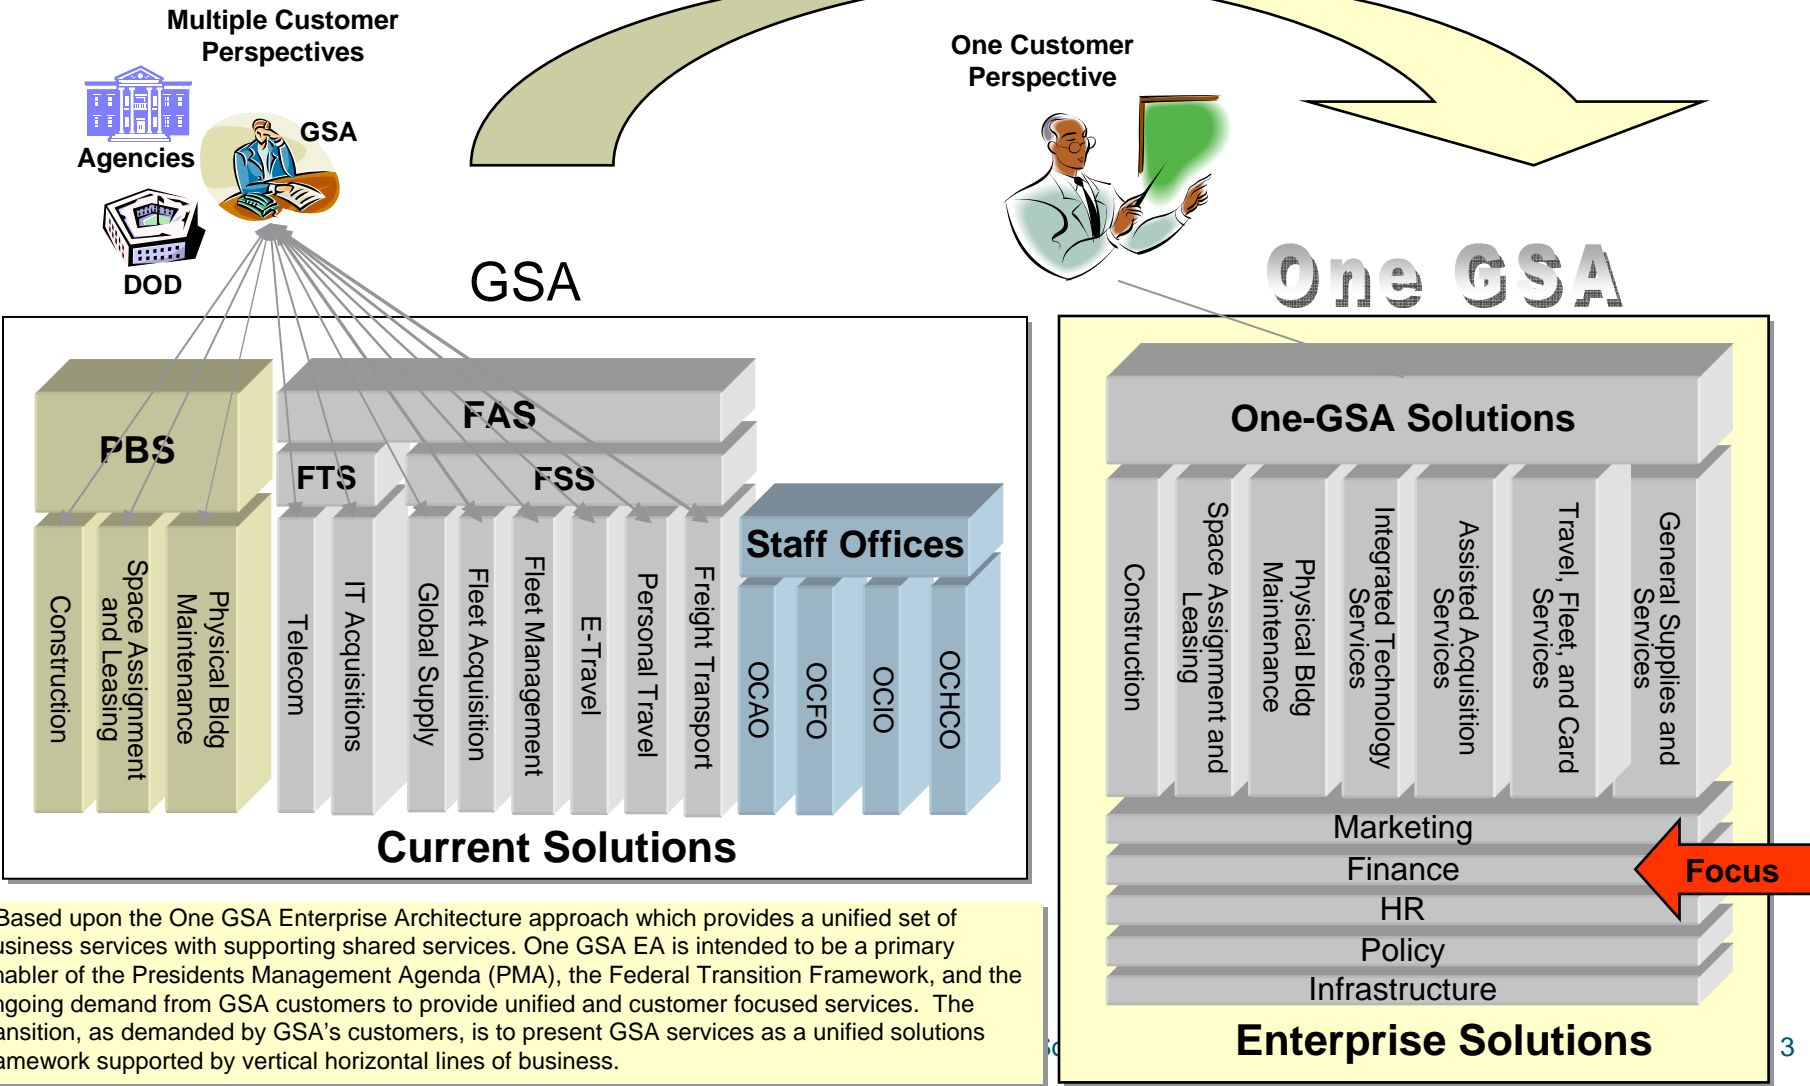 Multiple Customer
Perspectives
One Customer
Perspective
GSA
Agencies
DOD
GSA
One GSA
PBS
FAS
FTS
FSS
Staff Offices
Construction
Space Assignment
and Leasing
Physical Bldg
Maintenance
Telecom
IT Acquisitions
Global Supply
Fleet Acquisition
Fleet Management
E-Travel
Personal Travel
Freight Transport
OCAO
OCFO
OCIO
OCHCO
Current Solutions
One-GSA Solutions
Construction
Space Assignment and
Leasing
Physical Bldg
Maintenance
Integrated Technology
Services
Assisted Acquisition
Services
Travel, Fleet, and Card
Services
General Supplies and
Services
Marketing
Finance
HR
Policy
Infrastructure
Focus
Enterprise Solutions
Based upon the One GSA Enterprise Architecture approach which provides a unified set of
usiness services with supporting shared services. One GSA EA is intended to be a primary
nabler of the Presidents Management Agenda (PMA), the Federal Transition Framework, and the
ngoing demand from GSA customers to provide unified and customer focused services. The
ansition, as demanded by GSA's customers, is to present GSA services as a unified solutions
amework supported by vertical horizontal lines of business.
3